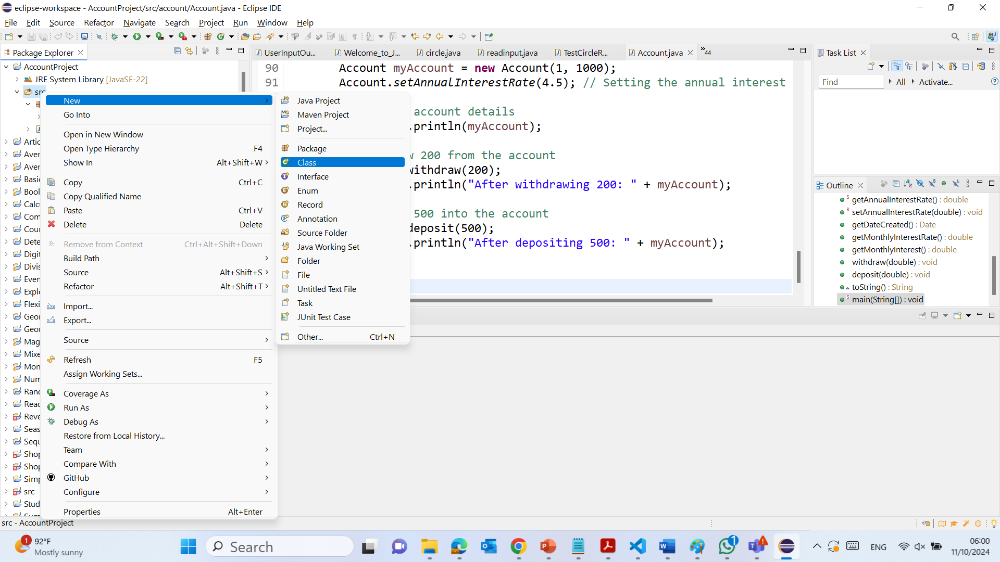 eclipse-workspace - AccountProject/src/account/Account.java - Eclipse IDE
File Edit Source Refactor Navigate Search Project Run Window Help
Package Explorer
AccountProject
JRE System Library [JavaSE-22]
src
Artic
Aver
Aver
Basic
Bool
Calcu
Com
Coun
Dete
Digit
Divis
Even
Explo
Flexi
Geor
Geor
Mag
Mixe
Mon
Num
Rand
Read
Reve
Seas
Sequ
Shop
Shop
Simp
src
Stud
New
Go Into
Open in New Window
Open Type Hierarchy F4
Show In Alt+Shift+W
Copy Ctrl+C
Copy Qualified Name
Paste Ctrl+V
Delete Delete
Remove from Context Ctrl+Alt+Shift+Down
Build Path
Source Alt+Shift+S
Refactor Alt+Shift+T
Import...
Export...
Source
Refresh F5
Assign Working Sets...
Coverage As
Run As
Debug As
Restore from Local History...
Team
Compare With
GitHub
Configure
Properties Alt+Enter
Java Project
Maven Project
Project...
Package
Class
Interface
Enum
Record
Annotation
Source Folder
Java Working Set
Folder
File
Untitled Text File
Task
JUnit Test Case
Other... Ctrl+N
UserInputOu... Welcome_to_J... circle.java readinput.java TestCircleR... Account.java »44
90 Account myAccount = new Account(1, 1000);
91 Account.setAnnualInterestRate(4.5); // Setting the annual interest
account details
.println(myAccount);
200 from the account
withdraw(200);
.println("After withdrawing 200: " + myAccount);
500 into the account
deposit(500);
.println("After depositing 500: " + myAccount);
Task List
Find All Activate...
Outline
getAnnualInterestRate() : double
setAnnualInterestRate(double) : void
getDateCreated() : Date
getMonthlyInterestRate() : double
getMonthlyInterest() : double
withdraw(double) : void
deposit(double) : void
toString() : String
main(String[]) : void
src - AccountProject
1
92°F
Mostly sunny
Search
1
ENG
06:00
11/10/2024